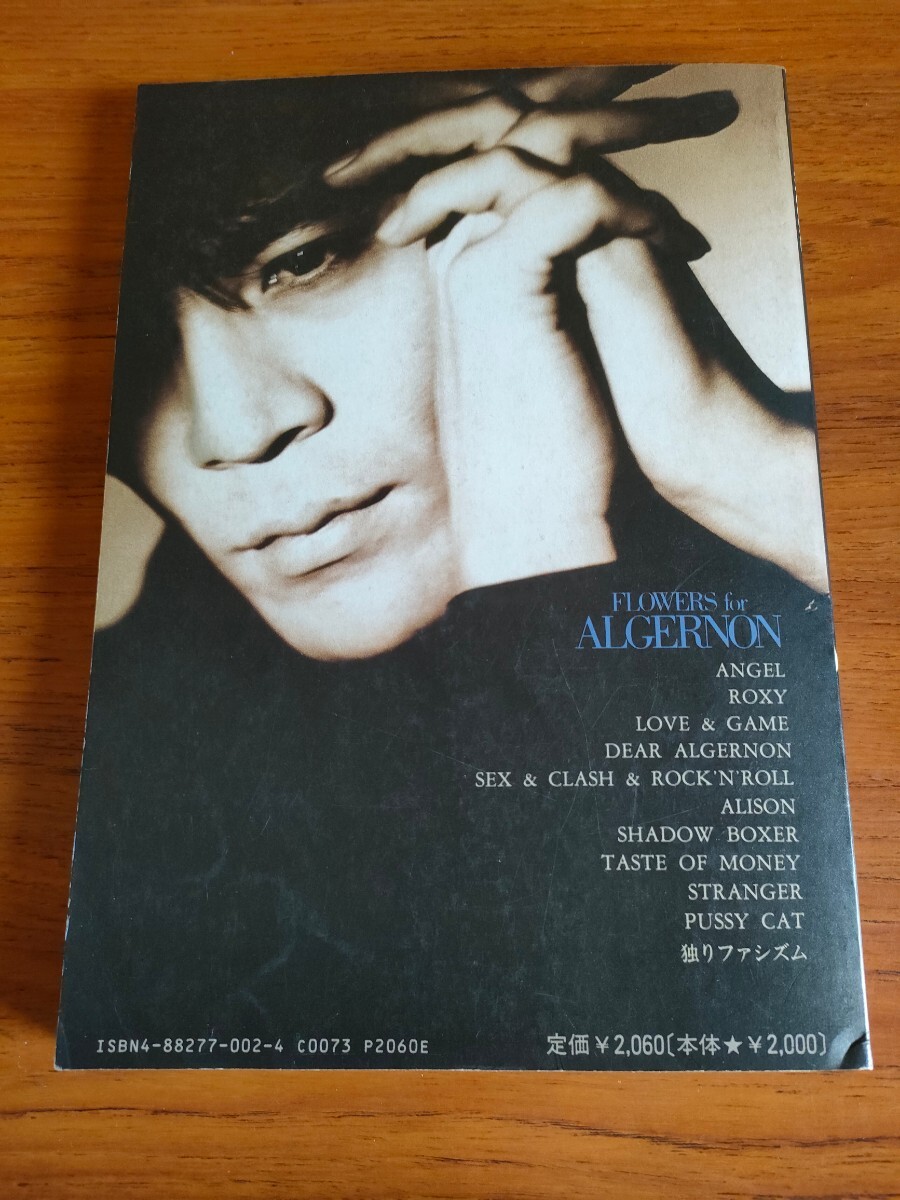 FLOWERS for
ALGERNON
ANGEL
ROXY
LOVE & GAME
DEAR ALGERNON
SEX & CLASH & ROCK'N'ROLL
ALISON
SHADOW BOXER
TASTE OF MONEY
STRANGER
PUSSY CAT
独りファシズム
ISBN4-88277-002-4 C0073 P2060E
定価￥2,060〔本体★￥2,000〕